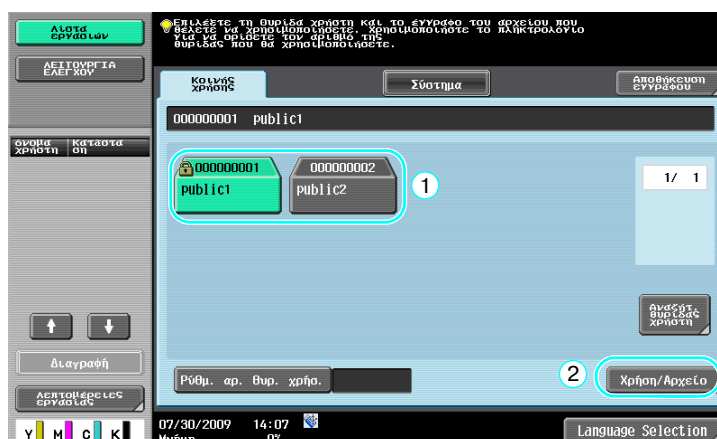 Λίστα
εργασιών
ΛΕΙΤΟΥΡΓΙΑ
ΕΛΕΓΧΟΥ
όνομα χρήστη
Κατάστα ση
Διαγραφή
Λεπτομέρειες
εργασίας
Y M C K
Επιλέξτε τη θυρίδα χρήστη και το έγγραφο του αρχείου που
θέλετε να χρησιμοποιήσετε. Χρησιμοποιήστε το πληκτρολόγιο
για να ορίσετε τον αριθμό της
θυρίδας που θα χρησιμοποιήσετε.
Κοινής
χρήσης
Σύστημα
Αποθήκευση
εγγράφου
000000001 public1
000000001
public1
000000002
public2
1
1/ 1
Αναζήτ.
θυρίδας
χρήστη
Ρύθμ. αρ. θυρ. χρήσ.
2
Χρήση/Αρχείο
07/30/2009 14:07
Μνήμη 0%
Language Selection